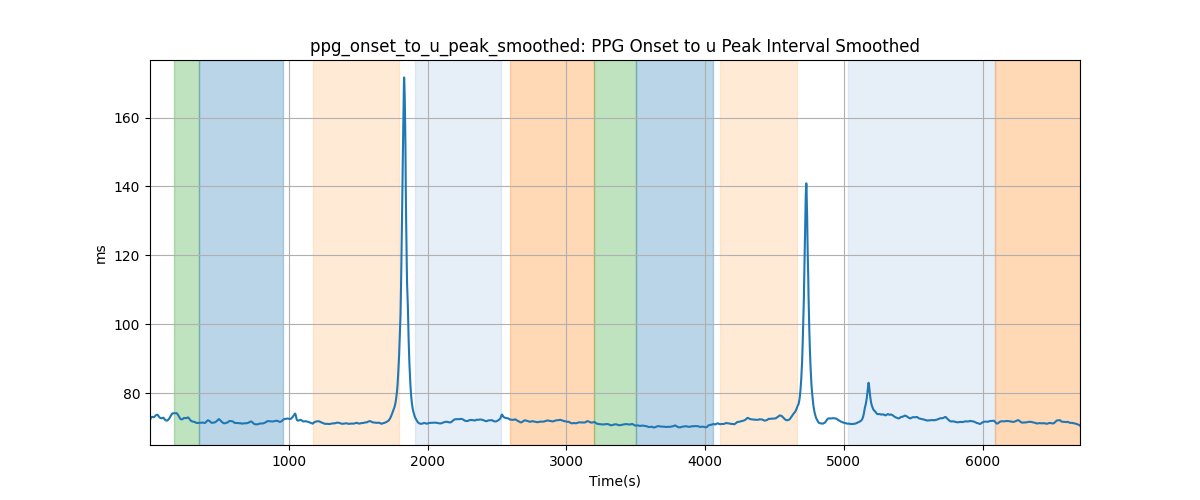 ppg_onset_to_u_peak_smoothed: PPG Onset to u Peak Interval Smoothed
160
140
120
100
80
ms
1000 2000 3000 4000 5000 6000
Time(s)